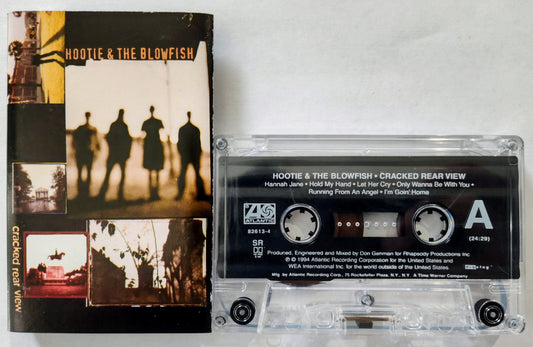 HOOTIE & THE BLOWFISH
cracked rear view
HOOTIE & THE BLOWFISH • CRACKED REAR VIEW
Hannah Jane • Hold My Hand • Let Her Cry • Only Wanna Be With You •
Running From An Angel • I'm Goin' Home
ATLANTIC
82613-4
SR
A
(24:29)
Produced, Engineered and Mixed by Don Gehman for Rhapsody Productions Inc
℗ © 1994 Atlantic Recording Corporation for the United States and
WEA International Inc. for the world outside of the United States.
Mfg by Atlantic Recording Corp., 75 Rockefeller Plaza, N.Y., N.Y. A Time Warner Company